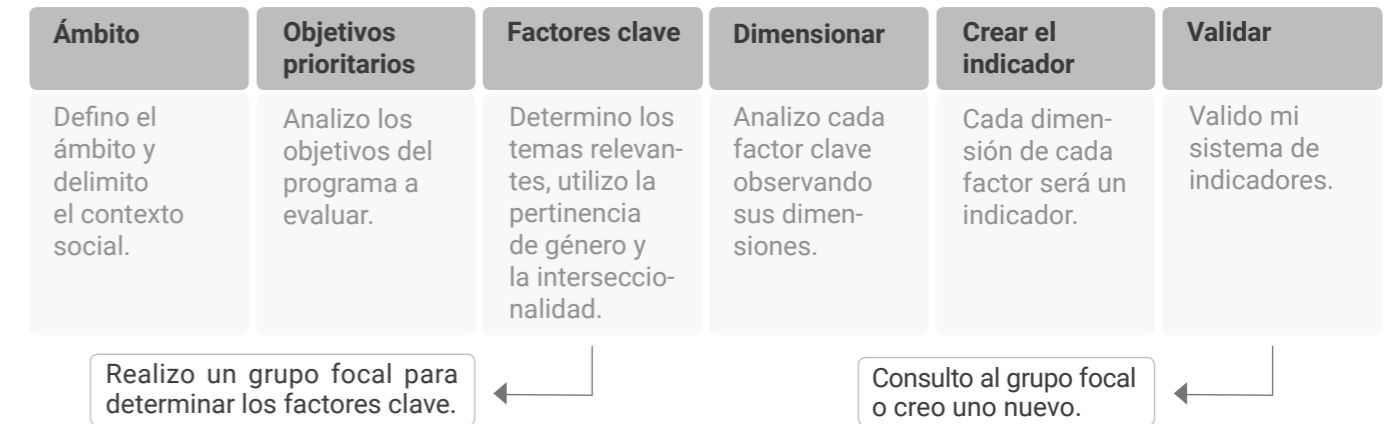 Ámbito
Defino el
ámbito y
delimito
el contexto
social.
Objetivos
prioritarios
Analizo los
objetivos del
programa a
evaluar.
Factores clave
Determino los
temas relevan-
tes, utilizo la
pertinencia
de género y
la interseccio-
nalidad.
Dimensionar
Analizo cada
factor clave
observando
sus dimen-
siones.
Crear el
indicador
Cada dimen-
sión de cada
factor será un
indicador.
Validar
Valido mi
sistema de
indicadores.
Realizo un grupo focal para
determinar los factores clave.
Consulto al grupo focal
o creo uno nuevo.